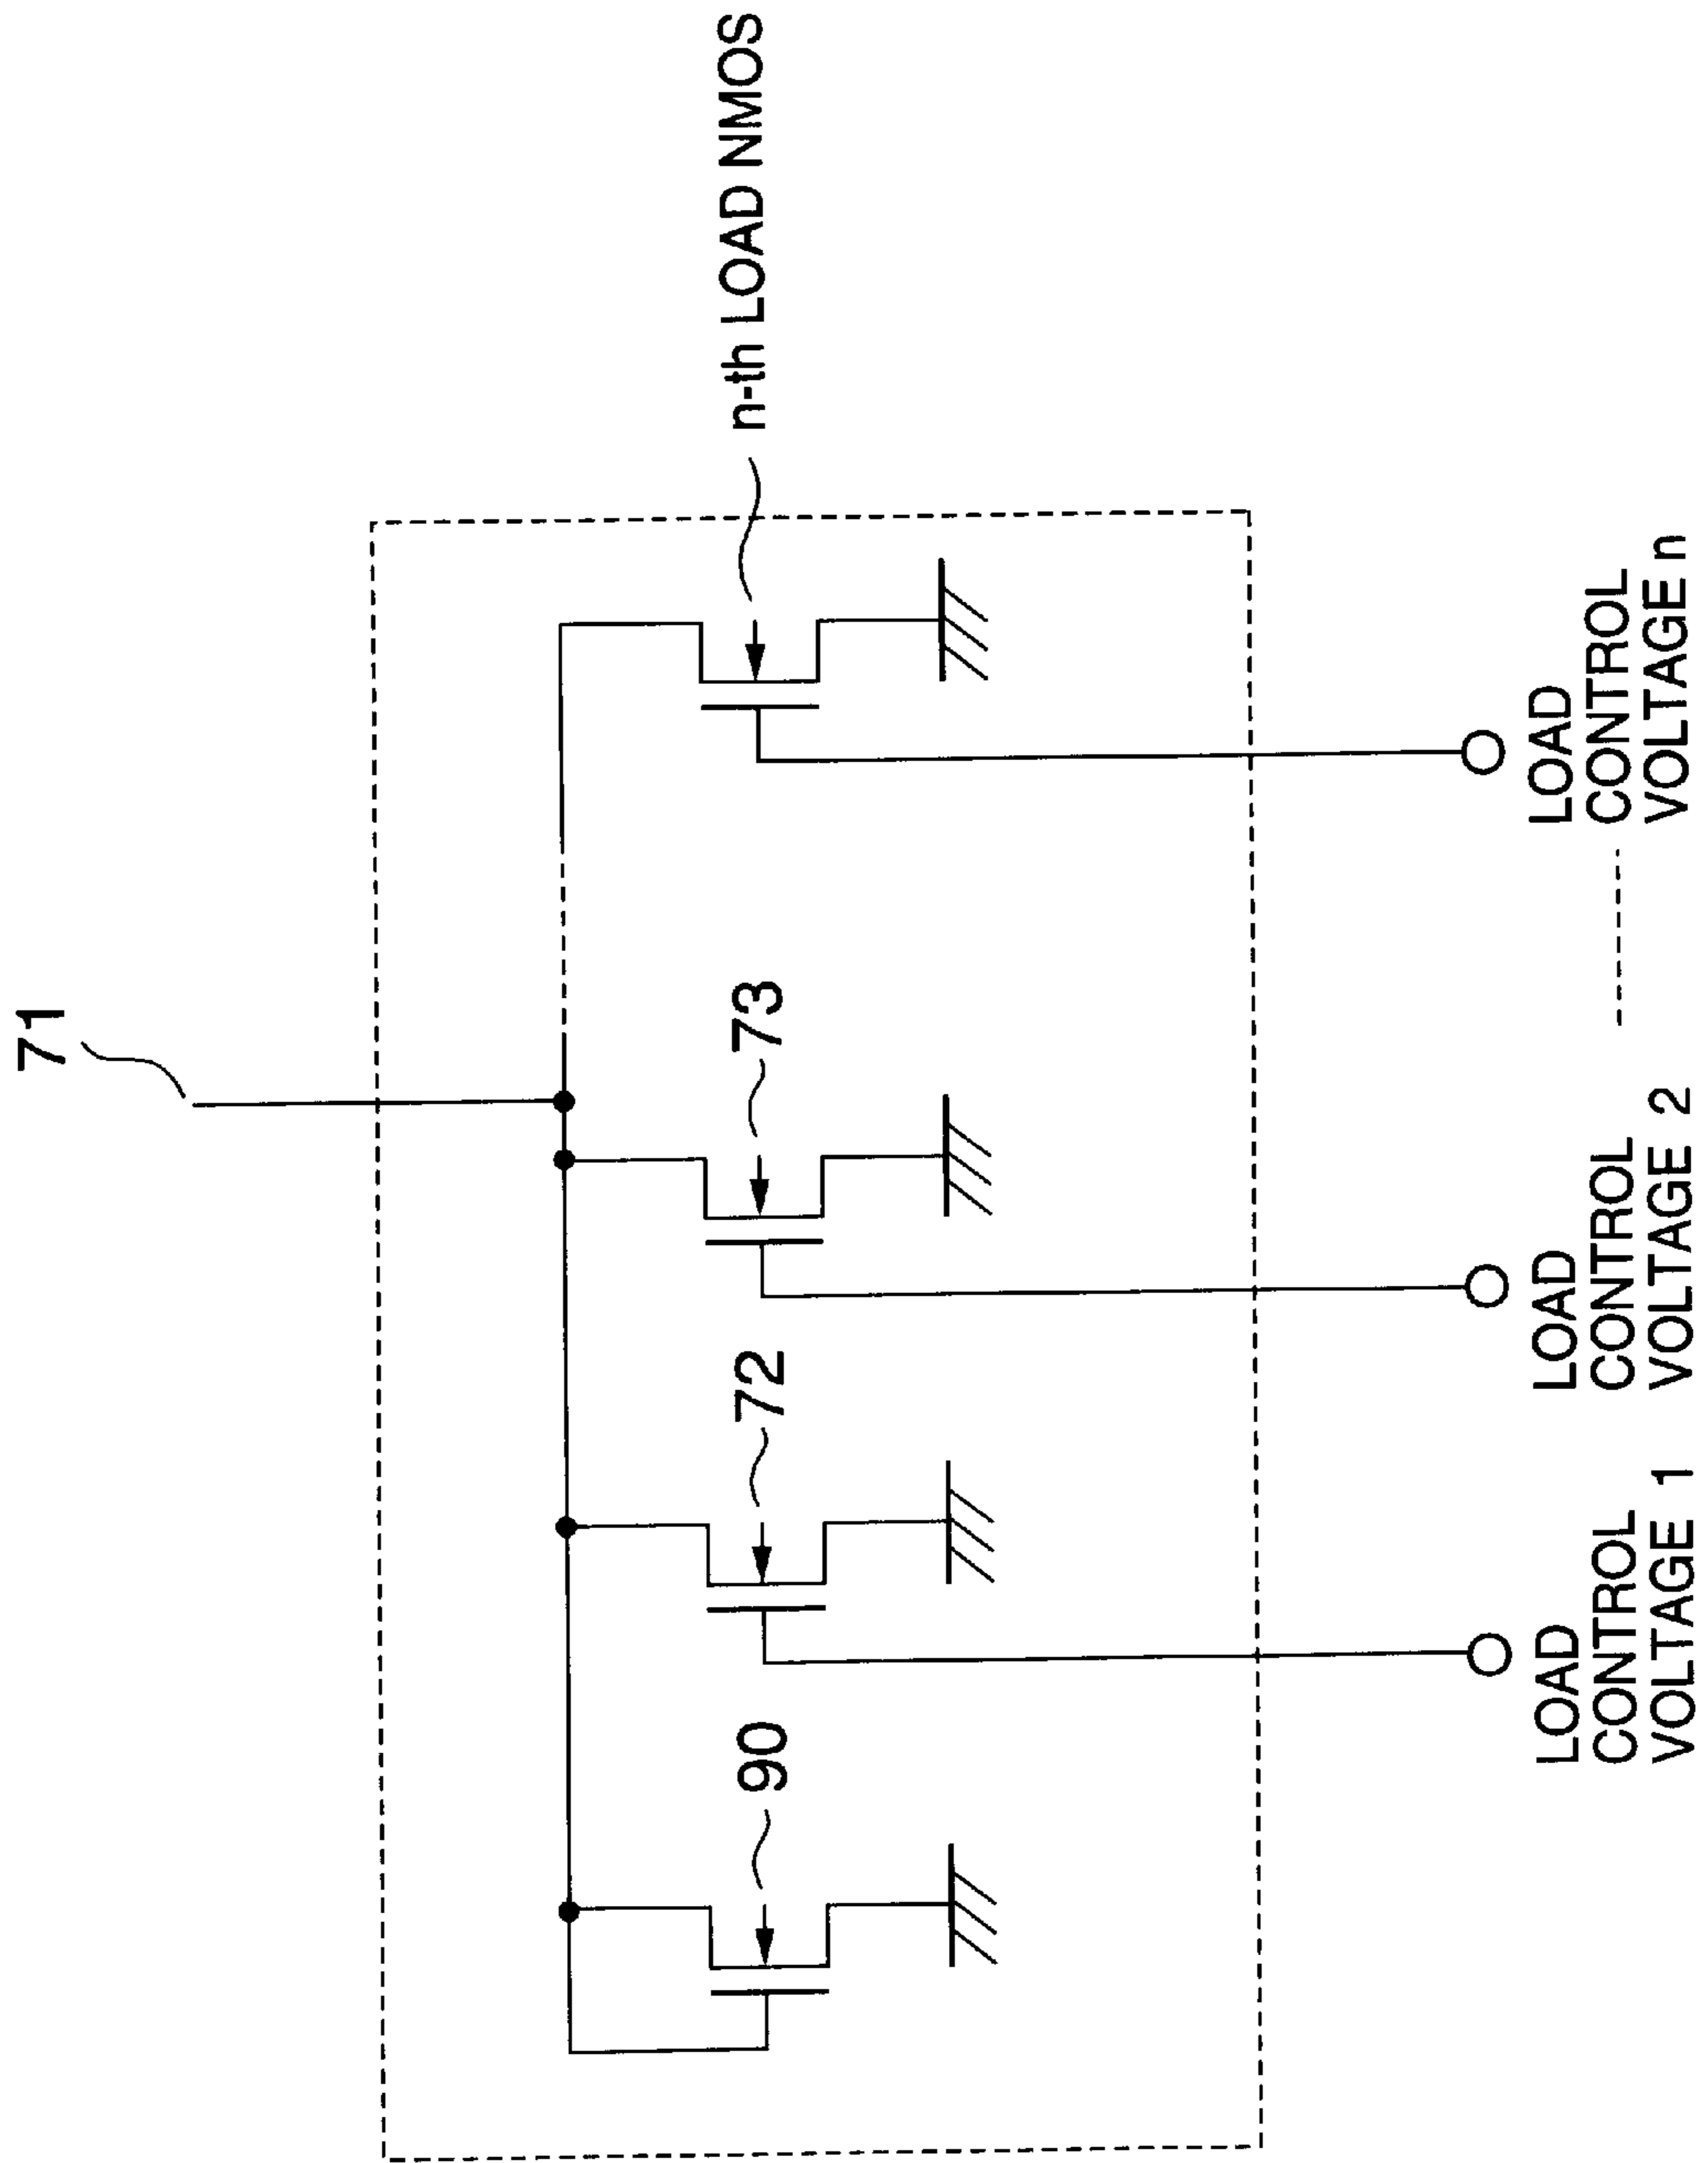 71
n-th LOAD NMOS
73
72
90
LOAD
CONTROL
VOLTAGE 1
LOAD
CONTROL
VOLTAGE 2
LOAD
CONTROL
VOLTAGE n